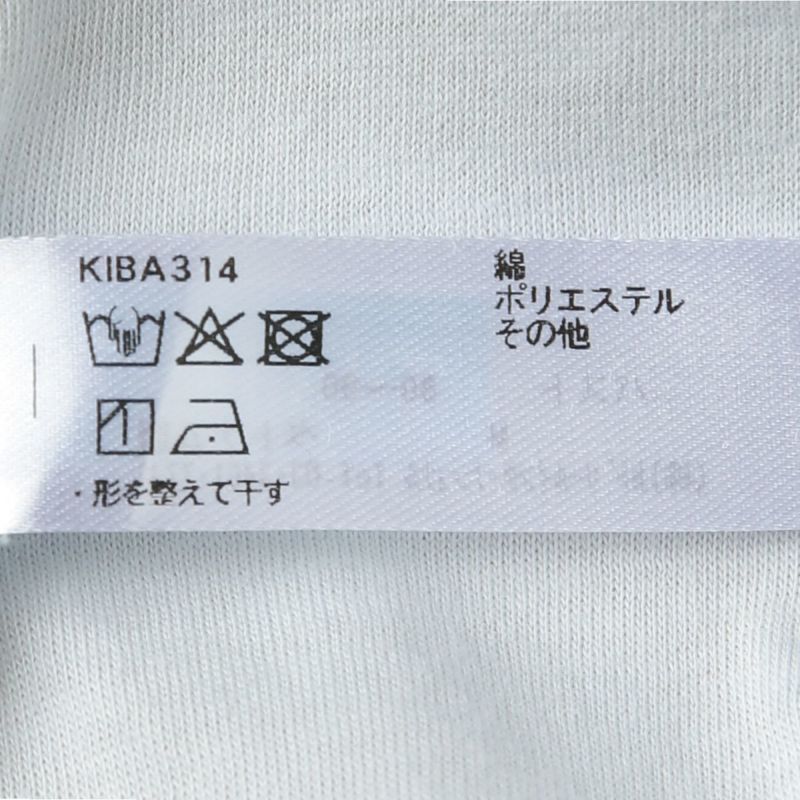 KIBA314
綿
ポリエステル
その他
・形を整えて干す